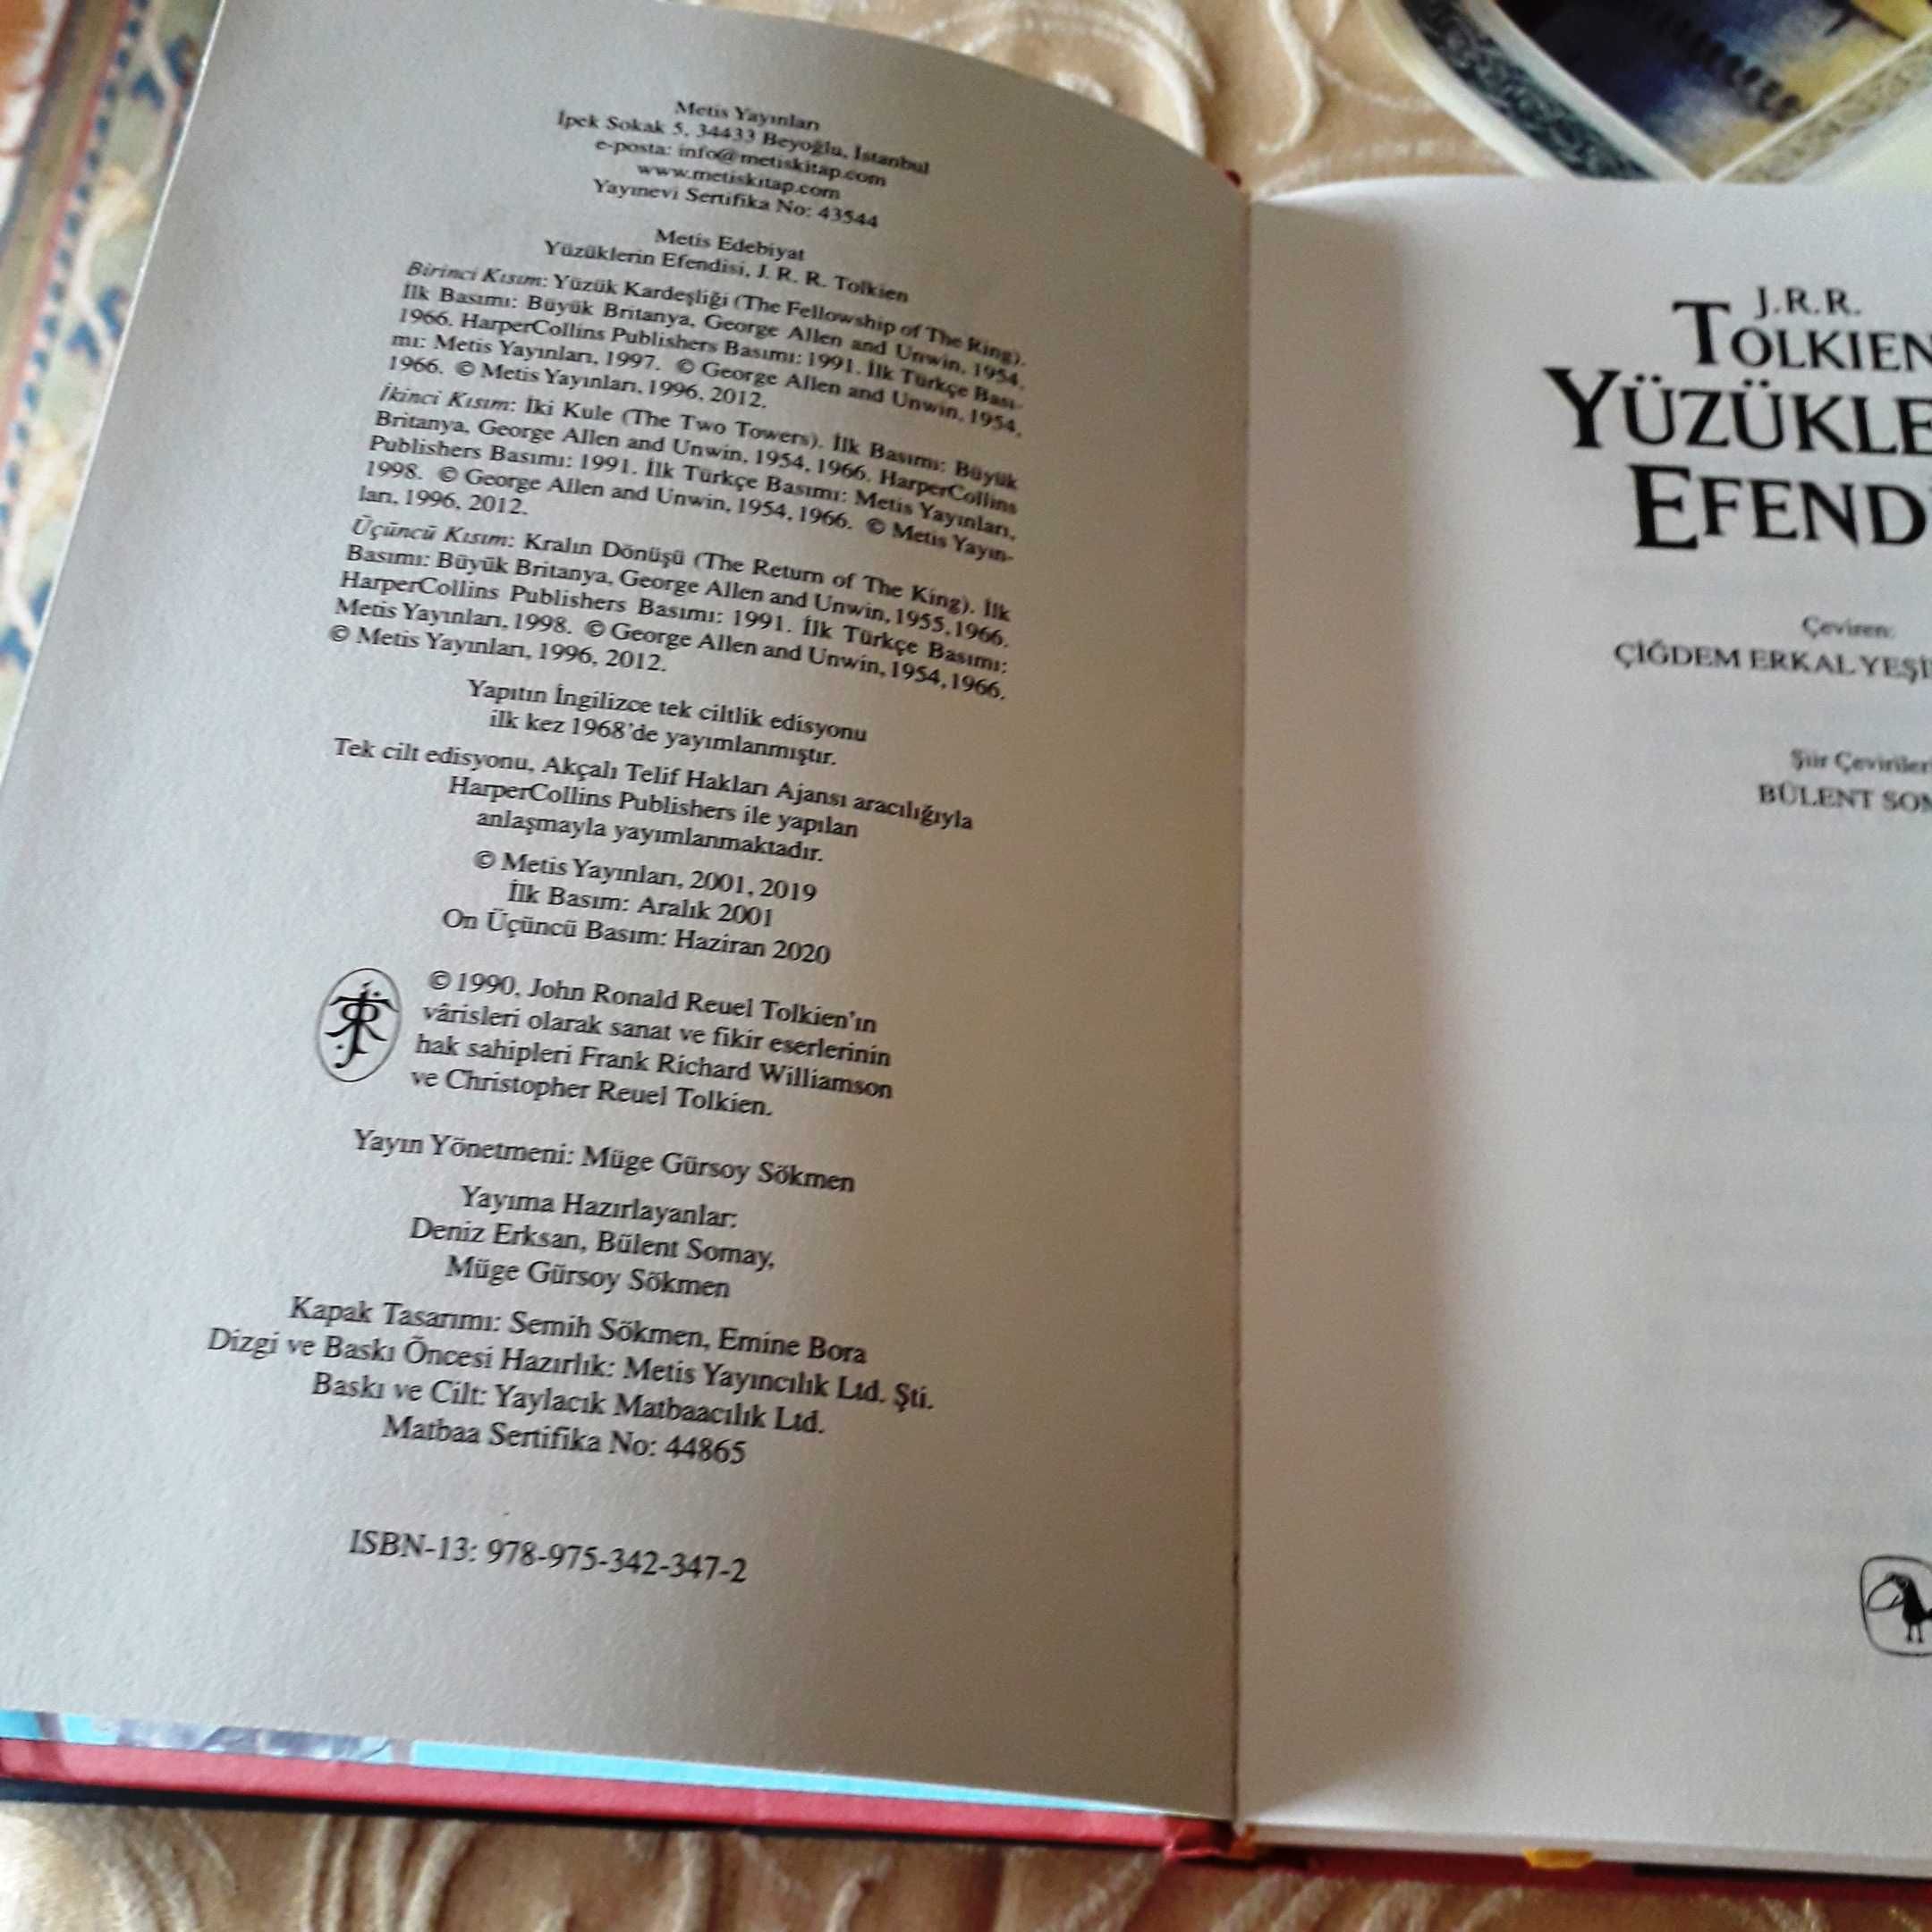 Metis Yayınları
İpek Sokak 5, 34433 Beyoğlu, İstanbul
e-posta: info@metiskitap.com
www.metiskitap.com
Yayınevi Sertifika No: 43544
Metis Edebiyat
Yüzüklerin Efendisi, J. R. R. Tolkien
Birinci Kısım: Yüzük Kardeşliği (The Fellowship of The Ring).
İlk Basımı: Büyük Britanya, George Allen and Unwin, 1954,
1966. HarperCollins Publishers Basımı: 1991. İlk Türkçe Bası-
mı: Metis Yayınları, 1997. © George Allen and Unwin, 1954,
1966. © Metis Yayınları, 1996, 2012.
İkinci Kısım: İki Kule (The Two Towers). İlk Basımı: Büyük
Britanya, George Allen and Unwin, 1954, 1966. HarperCollins
Publishers Basımı: 1991. İlk Türkçe Basımı: Metis Yayınları,
1998. © George Allen and Unwin, 1954, 1966. © Metis Yayın-
ları, 1996, 2012.
Üçüncü Kısım: Kralın Dönüşü (The Return of The King). İlk
Basımı: Büyük Britanya, George Allen and Unwin, 1955, 1966.
HarperCollins Publishers Basımı: 1991. İlk Türkçe Basımı:
Metis Yayınları, 1998. © George Allen and Unwin, 1954, 1966.
© Metis Yayınları, 1996, 2012.
Yapıtın İngilizce tek ciltlik edisyonu
ilk kez 1968'de yayımlanmıştır.
Tek cilt edisyonu, Akçalı Telif Hakları Ajansı aracılığıyla
HarperCollins Publishers ile yapılan
anlaşmayla yayımlanmaktadır.
© Metis Yayınları, 2001, 2019
İlk Basım: Aralık 2001
On Üçüncü Basım: Haziran 2020
© 1990, John Ronald Reuel Tolkien'ın
vârisleri olarak sanat ve fikir eserlerinin
hak sahipleri Frank Richard Williamson
ve Christopher Reuel Tolkien.
Yayın Yönetmeni: Müge Gürsoy Sökmen
Yayıma Hazırlayanlar:
Deniz Erksan, Bülent Somay,
Müge Gürsoy Sökmen
Kapak Tasarımı: Semih Sökmen, Emine Bora
Dizgi ve Baskı Öncesi Hazırlık: Metis Yayıncılık Ltd. Şti.
Baskı ve Cilt: Yaylacık Matbaacılık Ltd.
Matbaa Sertifika No: 44865
ISBN-13: 978-975-342-347-2
J.R.R.
TOLKIEN
YÜZÜKLE
EFEND
Çeviren:
ÇİĞDEM ERKAL YEŞİ
Şiir Çevirileri
BÜLENT SOM